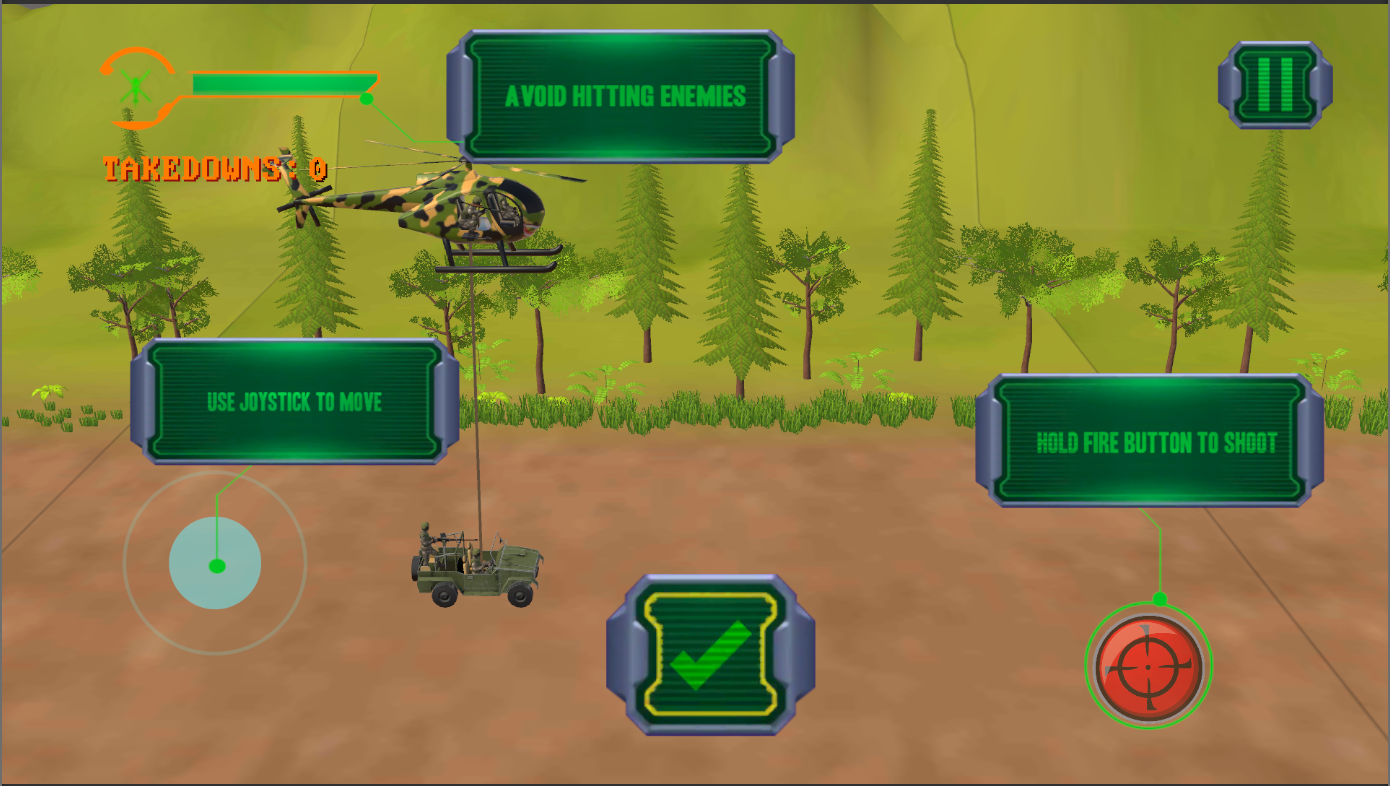 AVOID HITTING ENEMIES
TAKEDOWNS: 0
USE JOYSTICK TO MOVE
HOLD FIRE BUTTON TO SHOOT